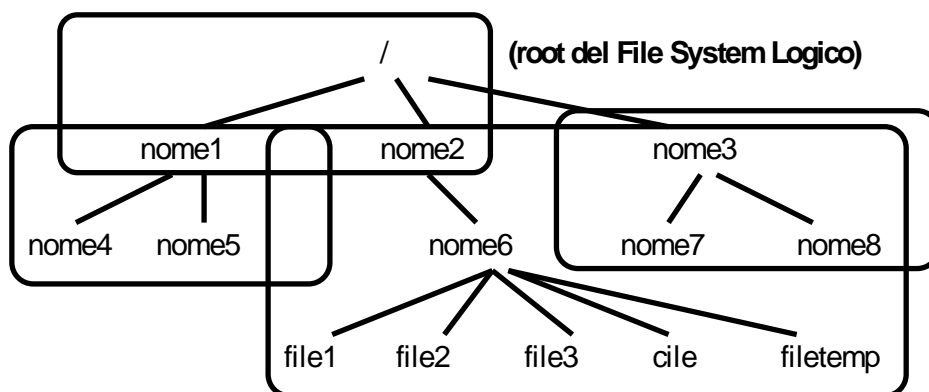 / (root del File System Logico)
nome1 nome2 nome3
nome4 nome5 nome6 nome7 nome8
file1 file2 file3 cile filetemp